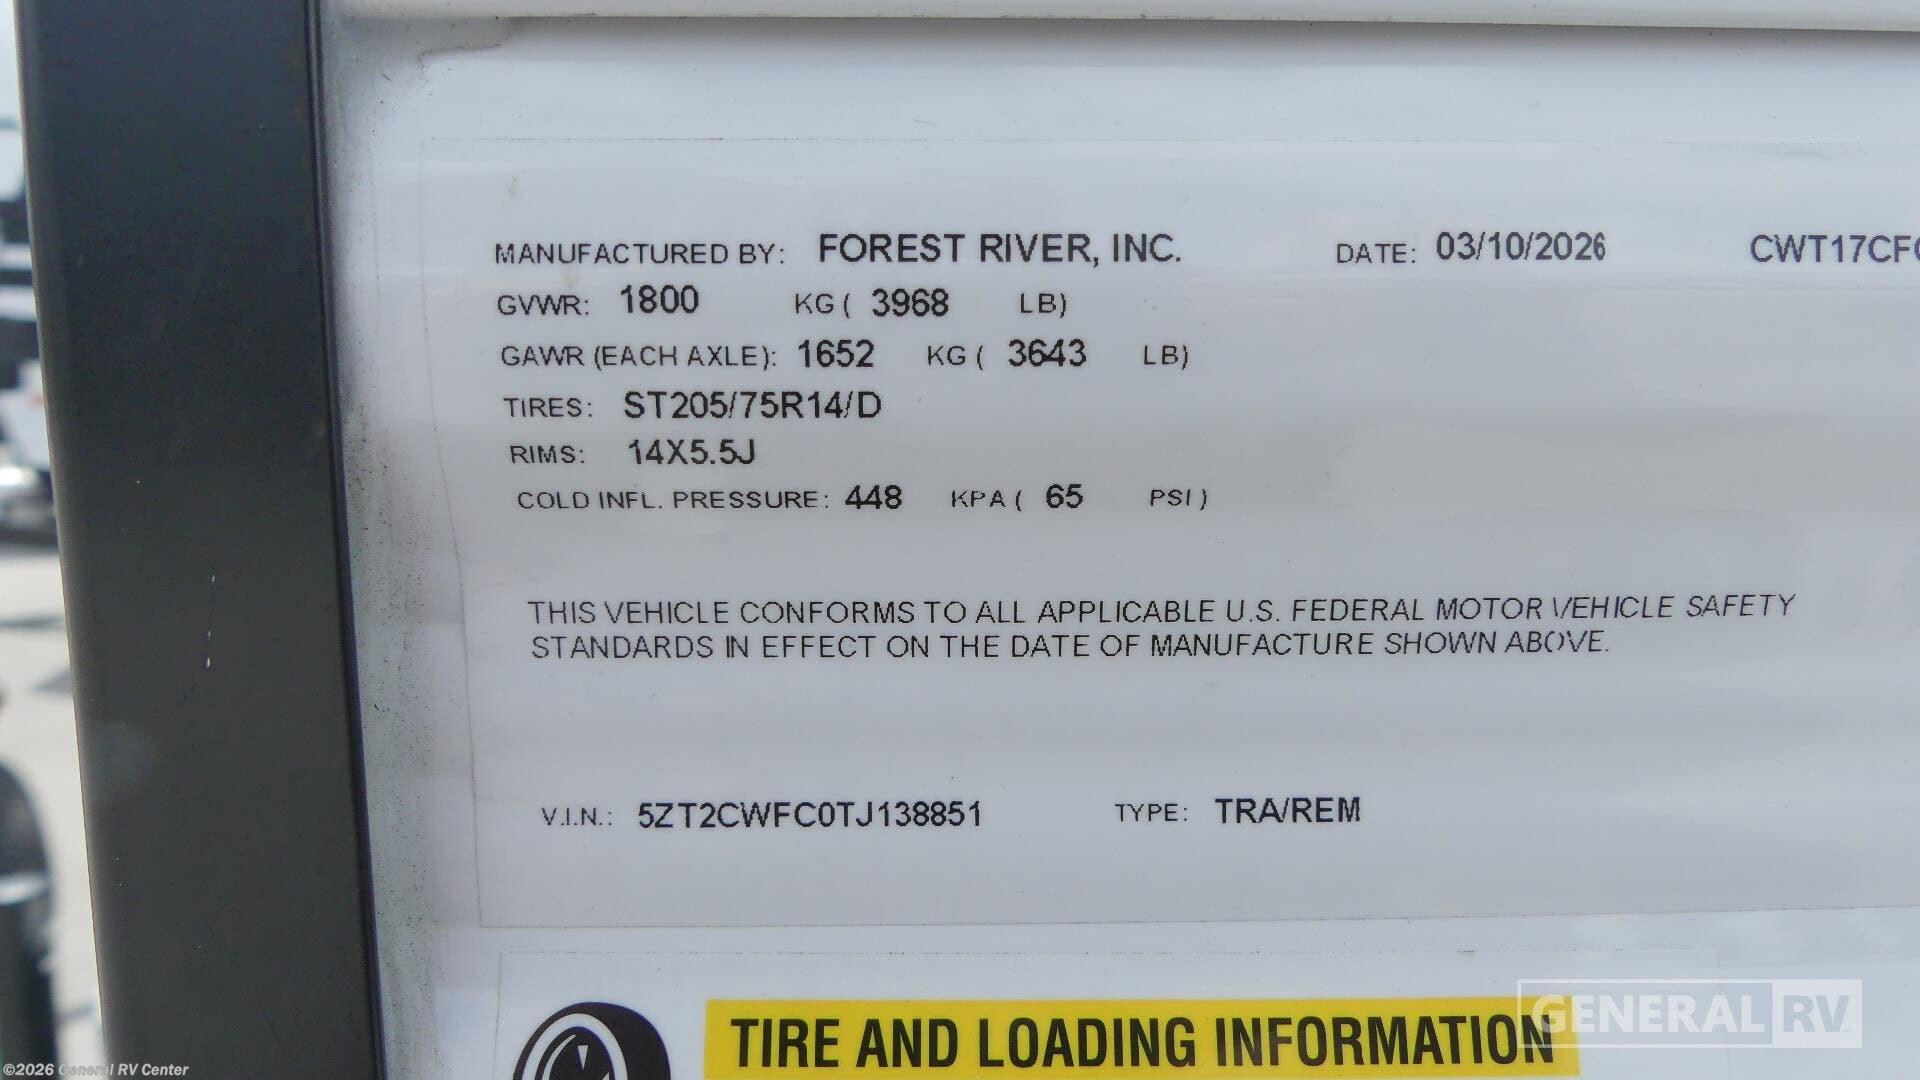 MANUFACTURED BY: FOREST RIVER, INC. DATE: 03/10/2026 CWT17CF
GVWR: 1800 KG ( 3968 LB)
GAWR (EACH AXLE): 1652 KG ( 3643 LB)
TIRES: ST205/75R14/D
RIMS: 14X5.5J
COLD INFL. PRESSURE: 448 KPA ( 65 PSI )
THIS VEHICLE CONFORMS TO ALL APPLICABLE U.S. FEDERAL MOTOR VEHICLE SAFETY
STANDARDS IN EFFECT ON THE DATE OF MANUFACTURE SHOWN ABOVE.
V.I.N.: 5ZT2CWFC0TJ138851 TYPE: TRA/REM
TIRE AND LOADING INFORMATION
GENERAL RV
©2026 General RV Center